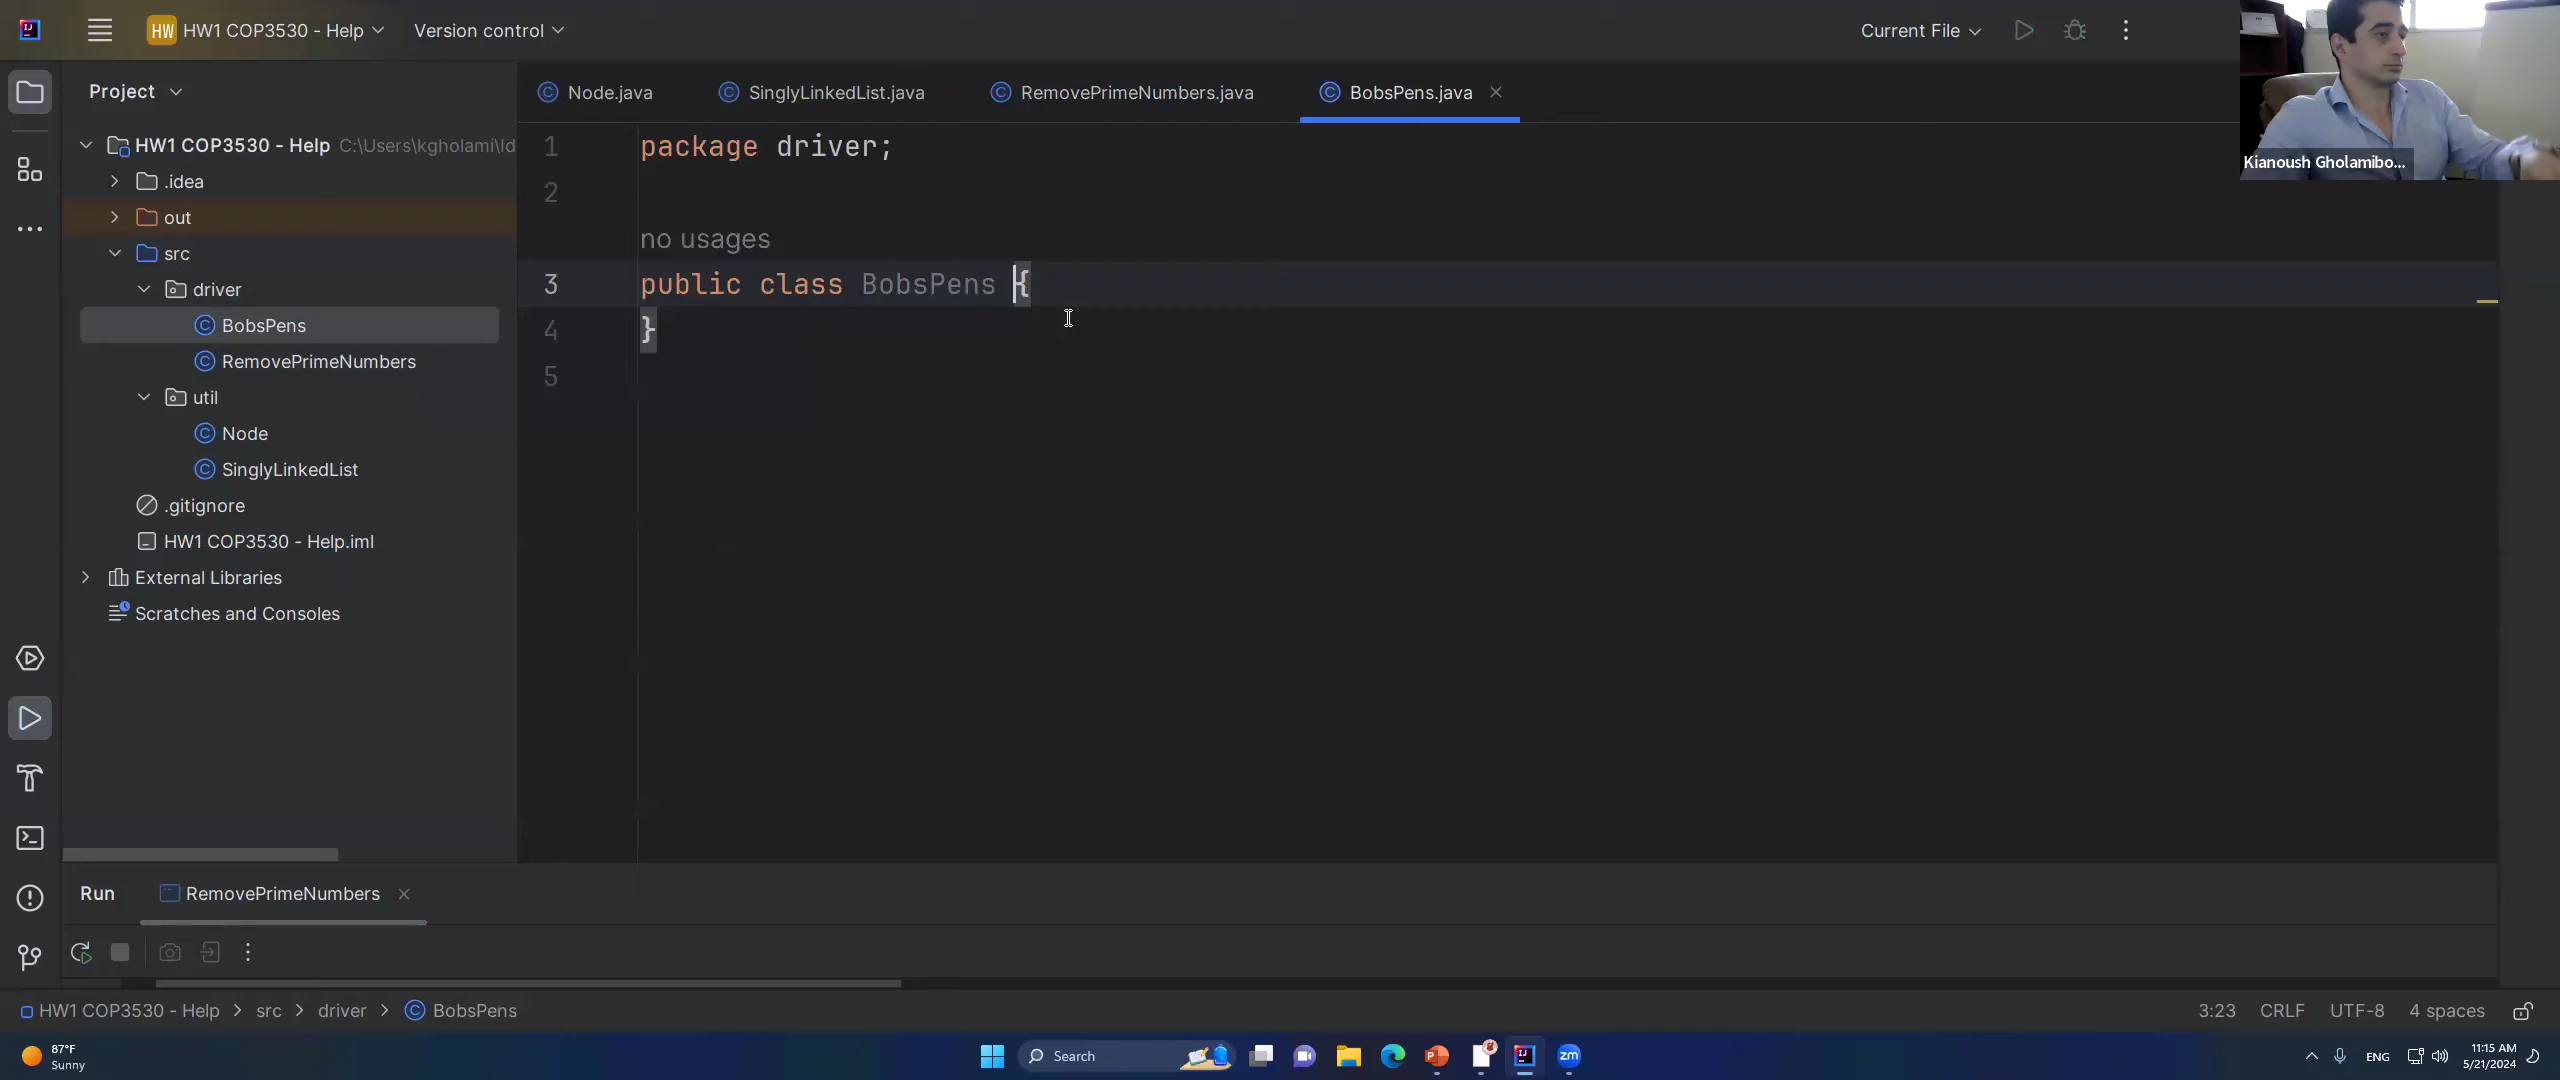 HW HW1 COP3530 - Help Version control Current File
Project Node.java SinglyLinkedList.java RemovePrimeNumbers.java BobsPens.java
HW1 COP3530 - Help C:\Users\kgholami\Id
.idea
out
src
driver
BobsPens
RemovePrimeNumbers
util
Node
SinglyLinkedList
.gitignore
HW1 COP3530 - Help.iml
External Libraries
Scratches and Consoles
1 package driver;
2
no usages
3 public class BobsPens {
4 }
5
Kianoush Gholamibo...
Run RemovePrimeNumbers
HW1 COP3530 - Help > src > driver > BobsPens 3:23 CRLF UTF-8 4 spaces
87°F
Sunny
Search
zm
ENG
11:15 AM
5/21/2024